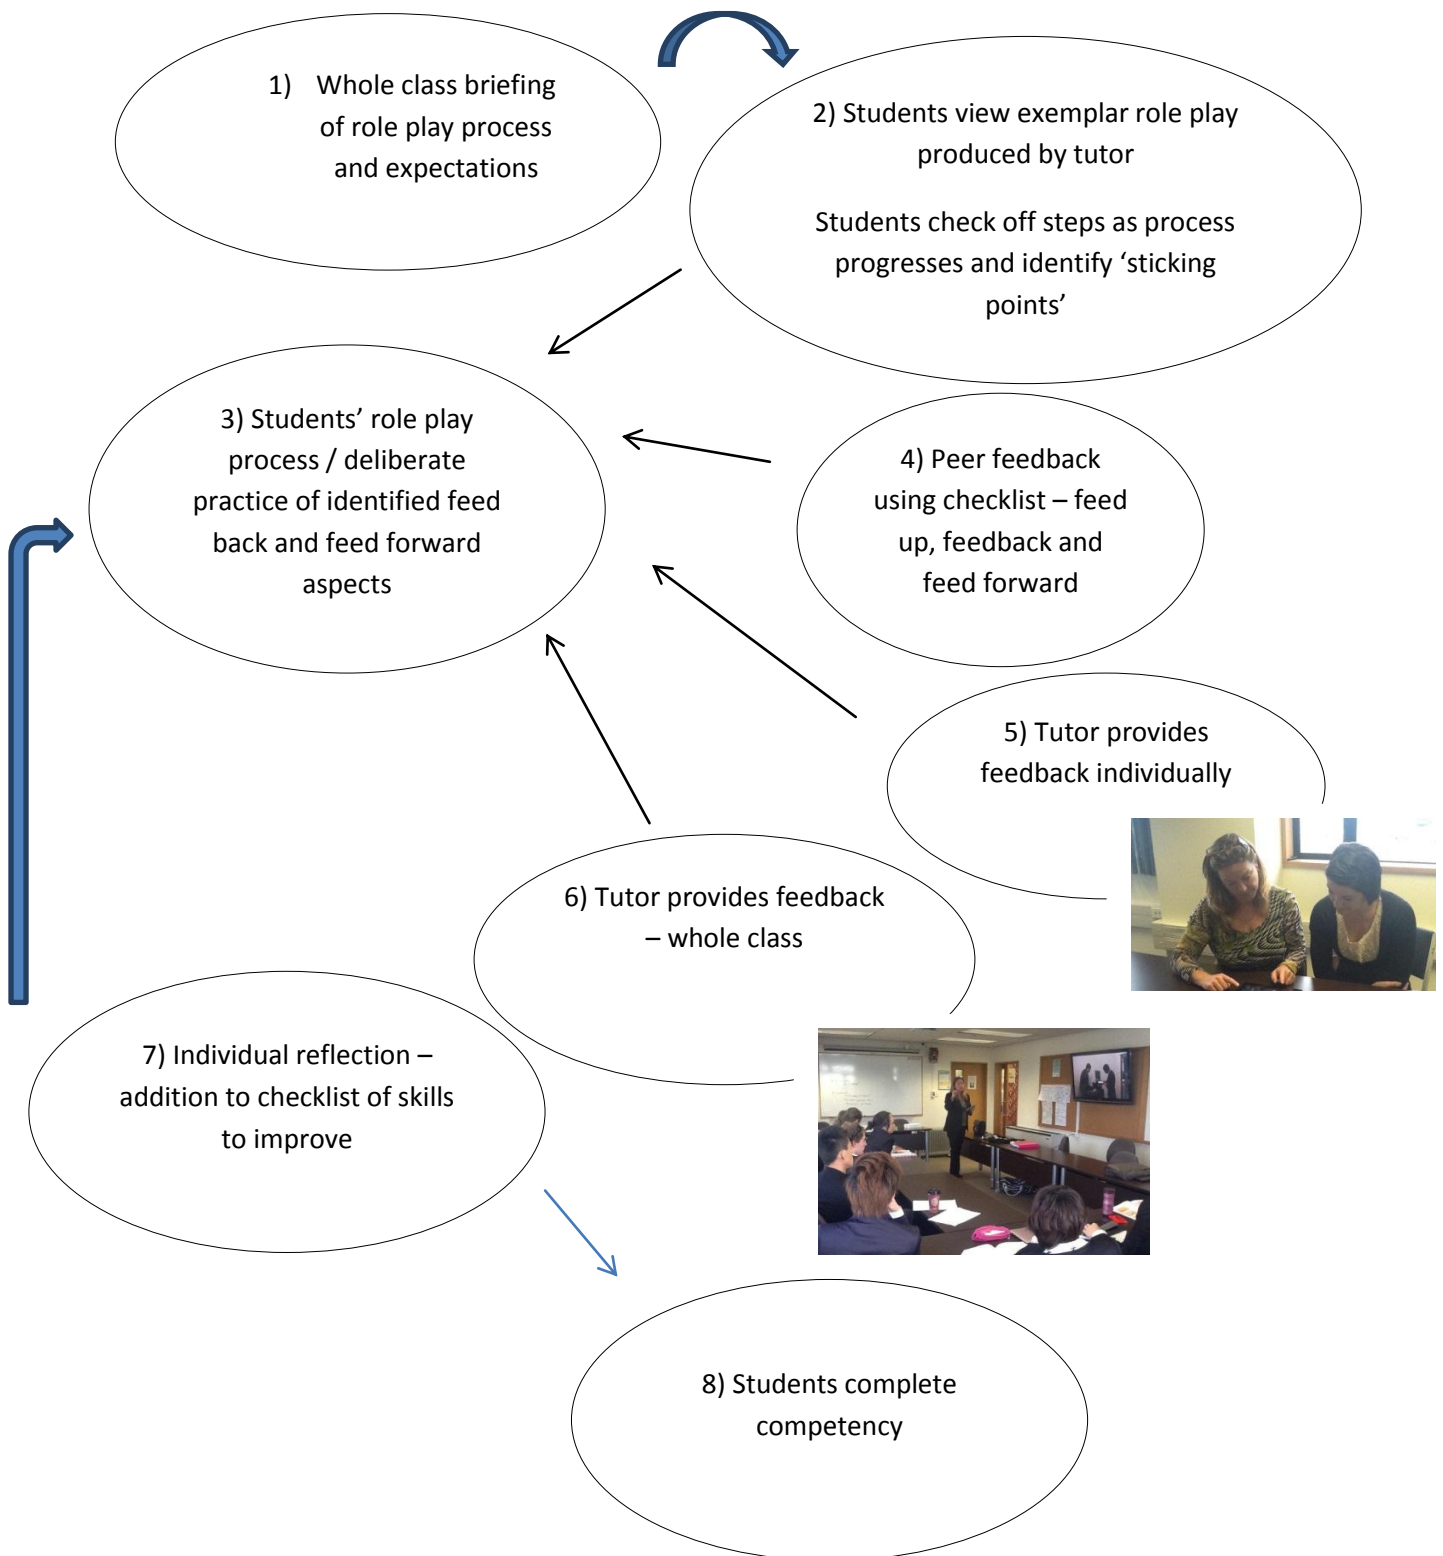 1) Whole class briefing
of role play process
and expectations
2) Students view exemplar role play
produced by tutor
Students check off steps as process
progresses and identify ‘sticking
points’
3) Students’ role play
process / deliberate
practice of identified feed
back and feed forward
aspects
4) Peer feedback
using checklist – feed
up, feedback and
feed forward
5) Tutor provides
feedback individually
6) Tutor provides feedback
– whole class
7) Individual reflection –
addition to checklist of skills
to improve
8) Students complete
competency